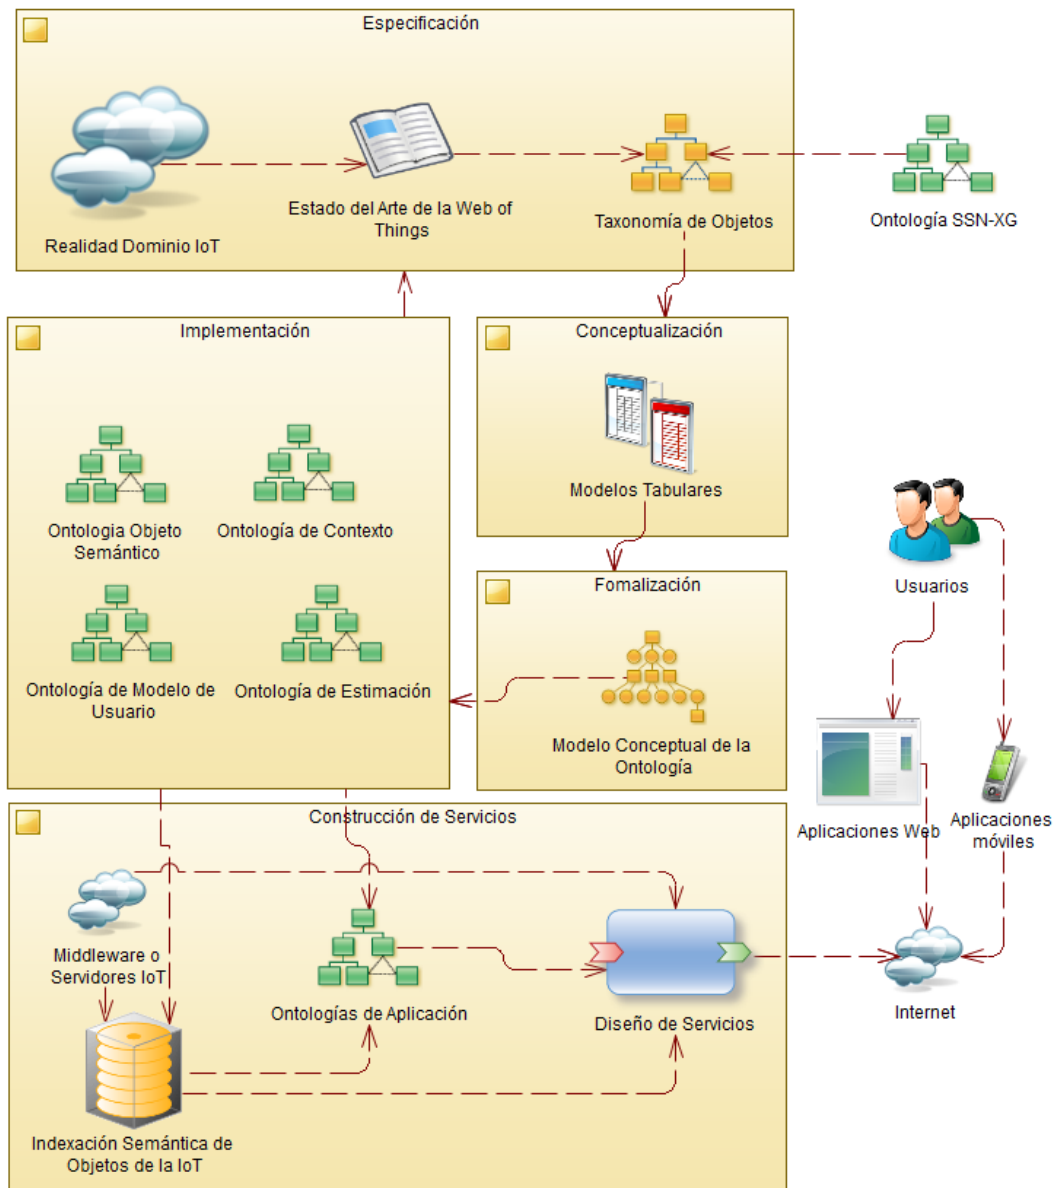 Especificación
Realidad Dominio IoT
Estado del Arte de la Web of
Things
Taxonomía de Objetos
Ontología SSN-XG
Implementación
Ontologia Objeto
Semántico
Ontología de Contexto
Ontología de Modelo de
Usuario
Ontología de Estimación
Conceptualización
Modelos Tabulares
Fomalización
Modelo Conceptual de la
Ontología
Usuarios
Aplicaciones Web
Aplicaciones
móviles
Internet
Construcción de Servicios
Middleware o
Servidores IoT
Ontologías de Aplicación
Diseño de Servicios
Indexación Semántica de
Objetos de la IoT